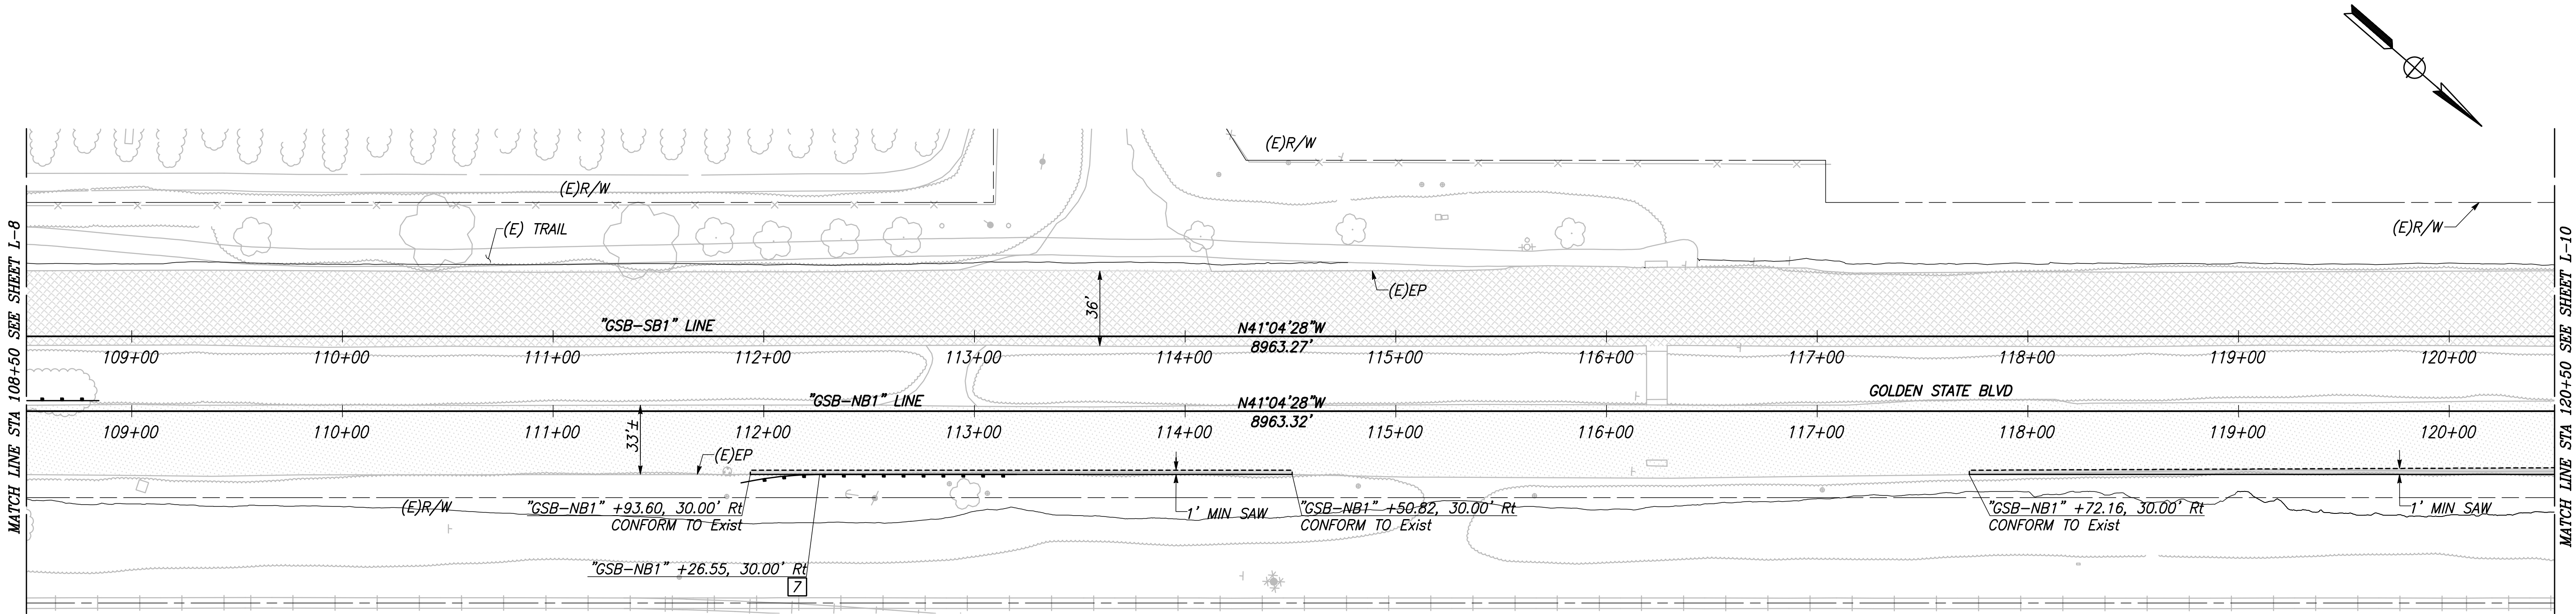 (E)R/W
(E)R/W
(E) TRAIL
(E)R/W
MATCH LINE STA 108+50 SEE SHEET L-8
MATCH LINE STA 120+50 SEE SHEET L-10
(E)EP
36'
"GSB-SB1" LINE
N41°04'28"W
8963.27'
109+00 110+00 111+00 112+00 113+00 114+00 115+00 116+00 117+00 118+00 119+00 120+00
"GSB-NB1" LINE
N41°04'28"W
8963.32'
GOLDEN STATE BLVD
109+00 110+00 111+00 112+00 113+00 114+00 115+00 116+00 117+00 118+00 119+00 120+00
33'±
(E)EP
(E)R/W
"GSB-NB1" +93.60, 30.00' Rt
CONFORM TO Exist
1' MIN SAW
"GSB-NB1" +50.82, 30.00' Rt
CONFORM TO Exist
"GSB-NB1" +72.16, 30.00' Rt
CONFORM TO Exist
1' MIN SAW
"GSB-NB1" +26.55, 30.00' Rt
7